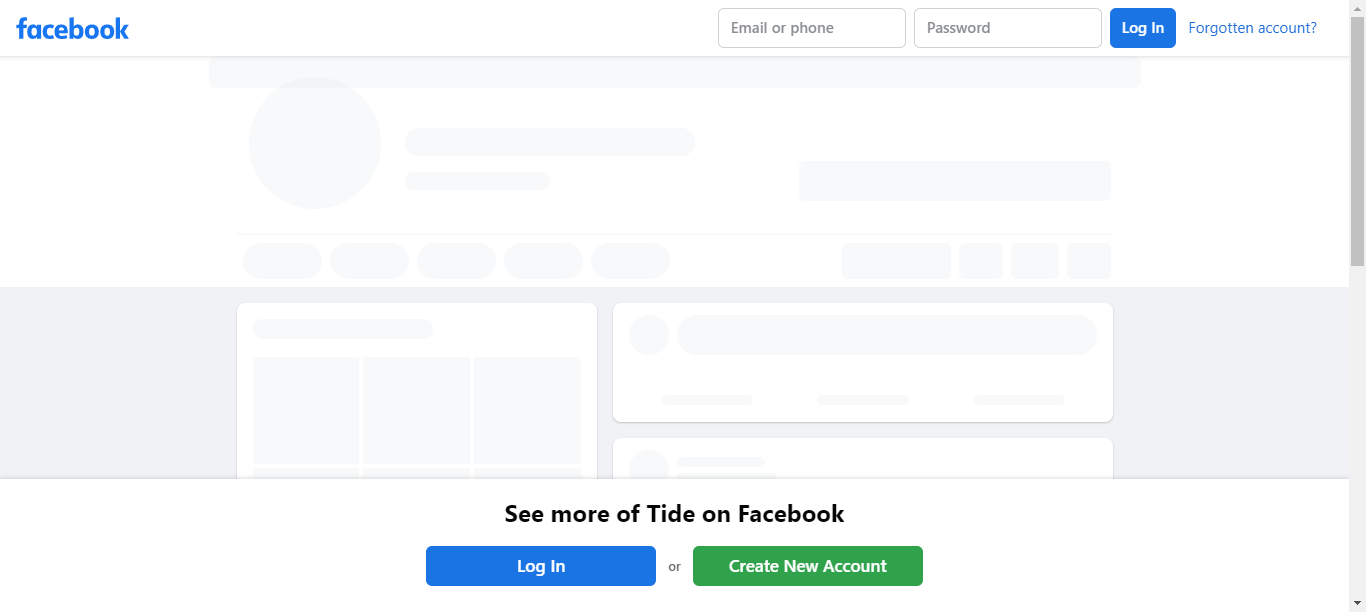 facebook
Email or phone
Password
Log In
Forgotten account?
See more of Tide on Facebook
Log In
or
Create New Account